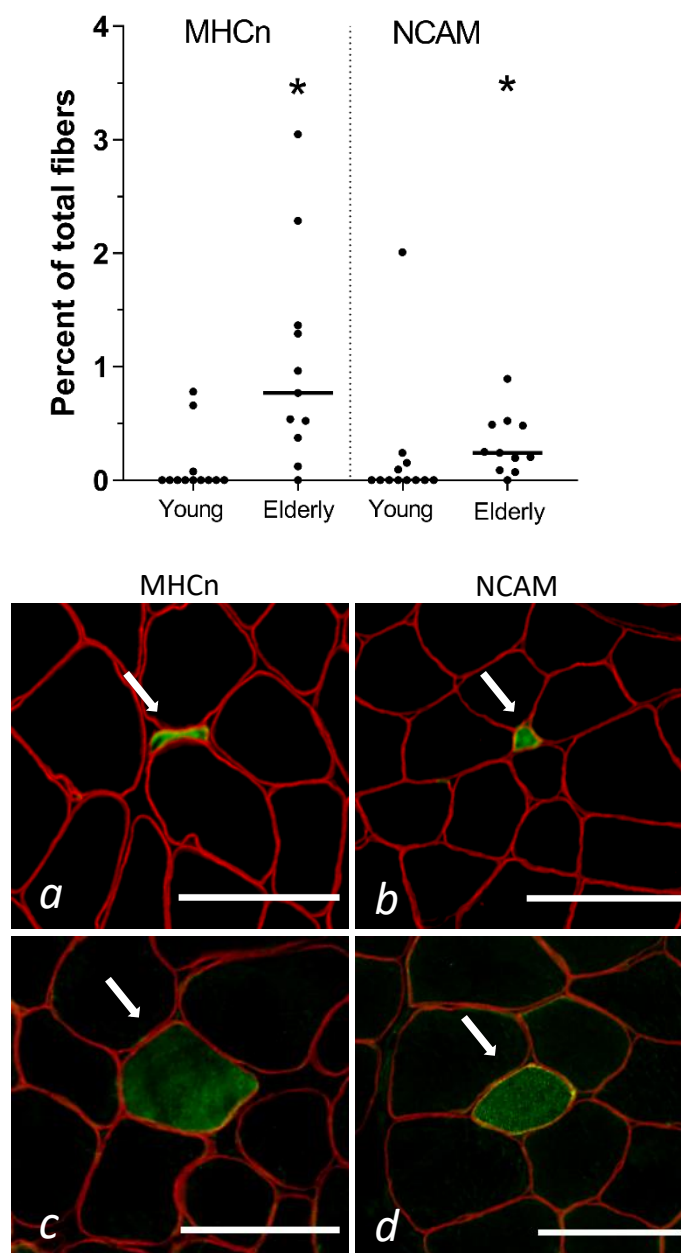 MHCn NCAM
* *
Percent of total fibers
4
3
2
1
0
Young Elderly Young Elderly
MHCn NCAM
a b
c d